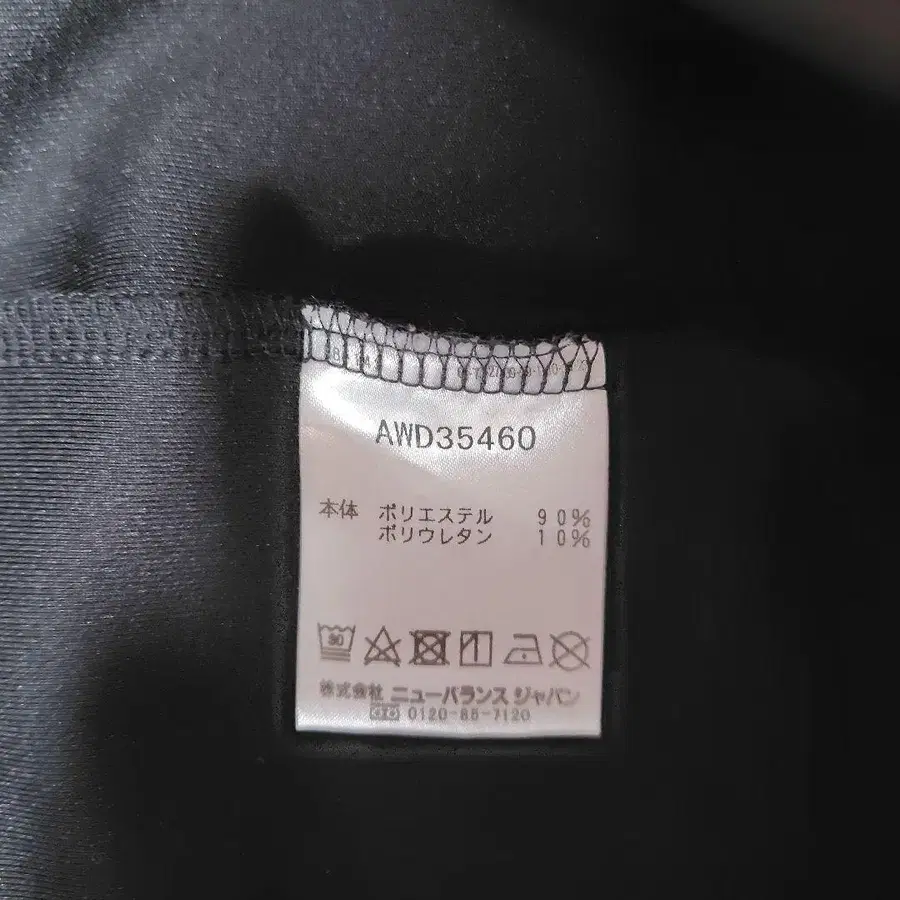 AWD35460
本体 ポリエステル 90%
ポリウレタン 10%
30
株式会社 ニューバランス ジャパン
0120-85-7120